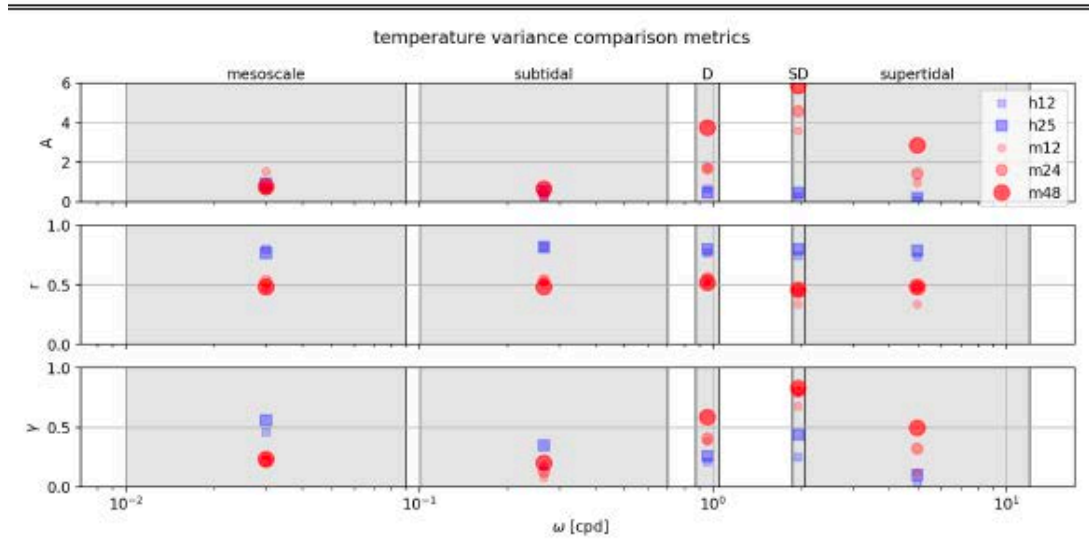 temperature variance comparison metrics
mesoscale subtidal D SD supertidal
6
4
2
0
A
h12
h25
m12
m24
m48
1.0
0.5
0.0
r
1.0
0.5
0.0
γ
10⁻² 10⁻¹ 10⁰ 10¹
ω [cpd]